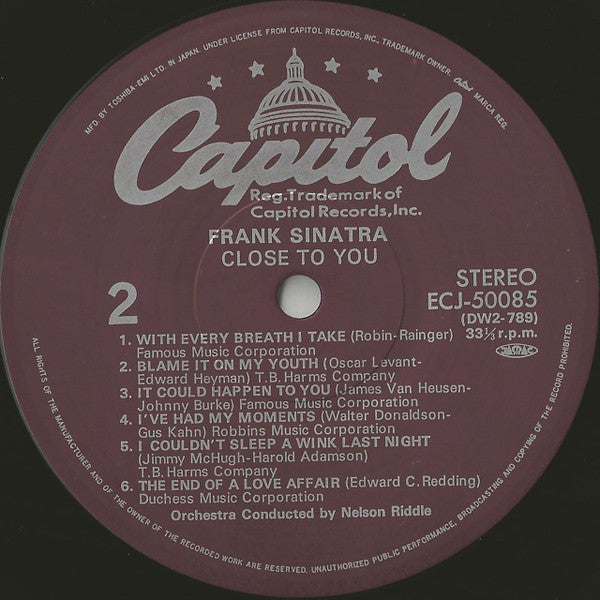 MFD. BY TOSHIBA-EMI LTD. IN JAPAN. UNDER LICENSE FROM CAPITOL RECORDS, INC., TRADEMARK OWNER. Capitol MARCA REG.
Capitol
Reg.Trademark of
Capitol Records,Inc.
FRANK SINATRA
CLOSE TO YOU
2
STEREO
ECJ-50085
(DW2-789)
33⅓ r.p.m.
1. WITH EVERY BREATH I TAKE (Robin-Rainger)
Famous Music Corporation
2. BLAME IT ON MY YOUTH (Oscar Levant-
Edward Heyman) T.B. Harms Company
3. IT COULD HAPPEN TO YOU (James Van Heusen-
Johnny Burke) Famous Music Corporation
4. I'VE HAD MY MOMENTS (Walter Donaldson-
Gus Kahn) Robbins Music Corporation
5. I COULDN'T SLEEP A WINK LAST NIGHT
(Jimmy McHugh-Harold Adamson)
T.B. Harms Company
6. THE END OF A LOVE AFFAIR (Edward C. Redding)
Duchess Music Corporation
Orchestra Conducted by Nelson Riddle
ALL RIGHTS OF THE MANUFACTURER AND OF THE OWNER OF THE RECORDED WORK ARE RESERVED. UNAUTHORIZED PUBLIC PERFORMANCE, BROADCASTING AND COPYING OF THE RECORD PROHIBITED.